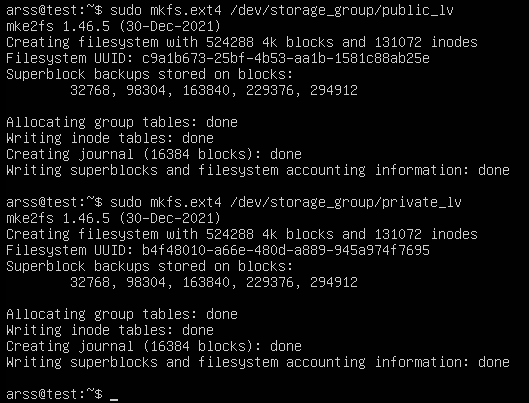 arss@test:~$ sudo mkfs.ext4 /dev/storage_group/public_lv
mke2fs 1.46.5 (30-Dec-2021)
Creating filesystem with 524288 4k blocks and 131072 inodes
Filesystem UUID: c9a1b673-25bf-4b53-aa1b-1581c88ab25e
Superblock backups stored on blocks:
        32768, 98304, 163840, 229376, 294912

Allocating group tables: done
Writing inode tables: done
Creating journal (16384 blocks): done
Writing superblocks and filesystem accounting information: done

arss@test:~$ sudo mkfs.ext4 /dev/storage_group/private_lv
mke2fs 1.46.5 (30-Dec-2021)
Creating filesystem with 524288 4k blocks and 131072 inodes
Filesystem UUID: b4f48010-a66e-480d-a889-945a974f7695
Superblock backups stored on blocks:
        32768, 98304, 163840, 229376, 294912

Allocating group tables: done
Writing inode tables: done
Creating journal (16384 blocks): done
Writing superblocks and filesystem accounting information: done

arss@test:~$ _